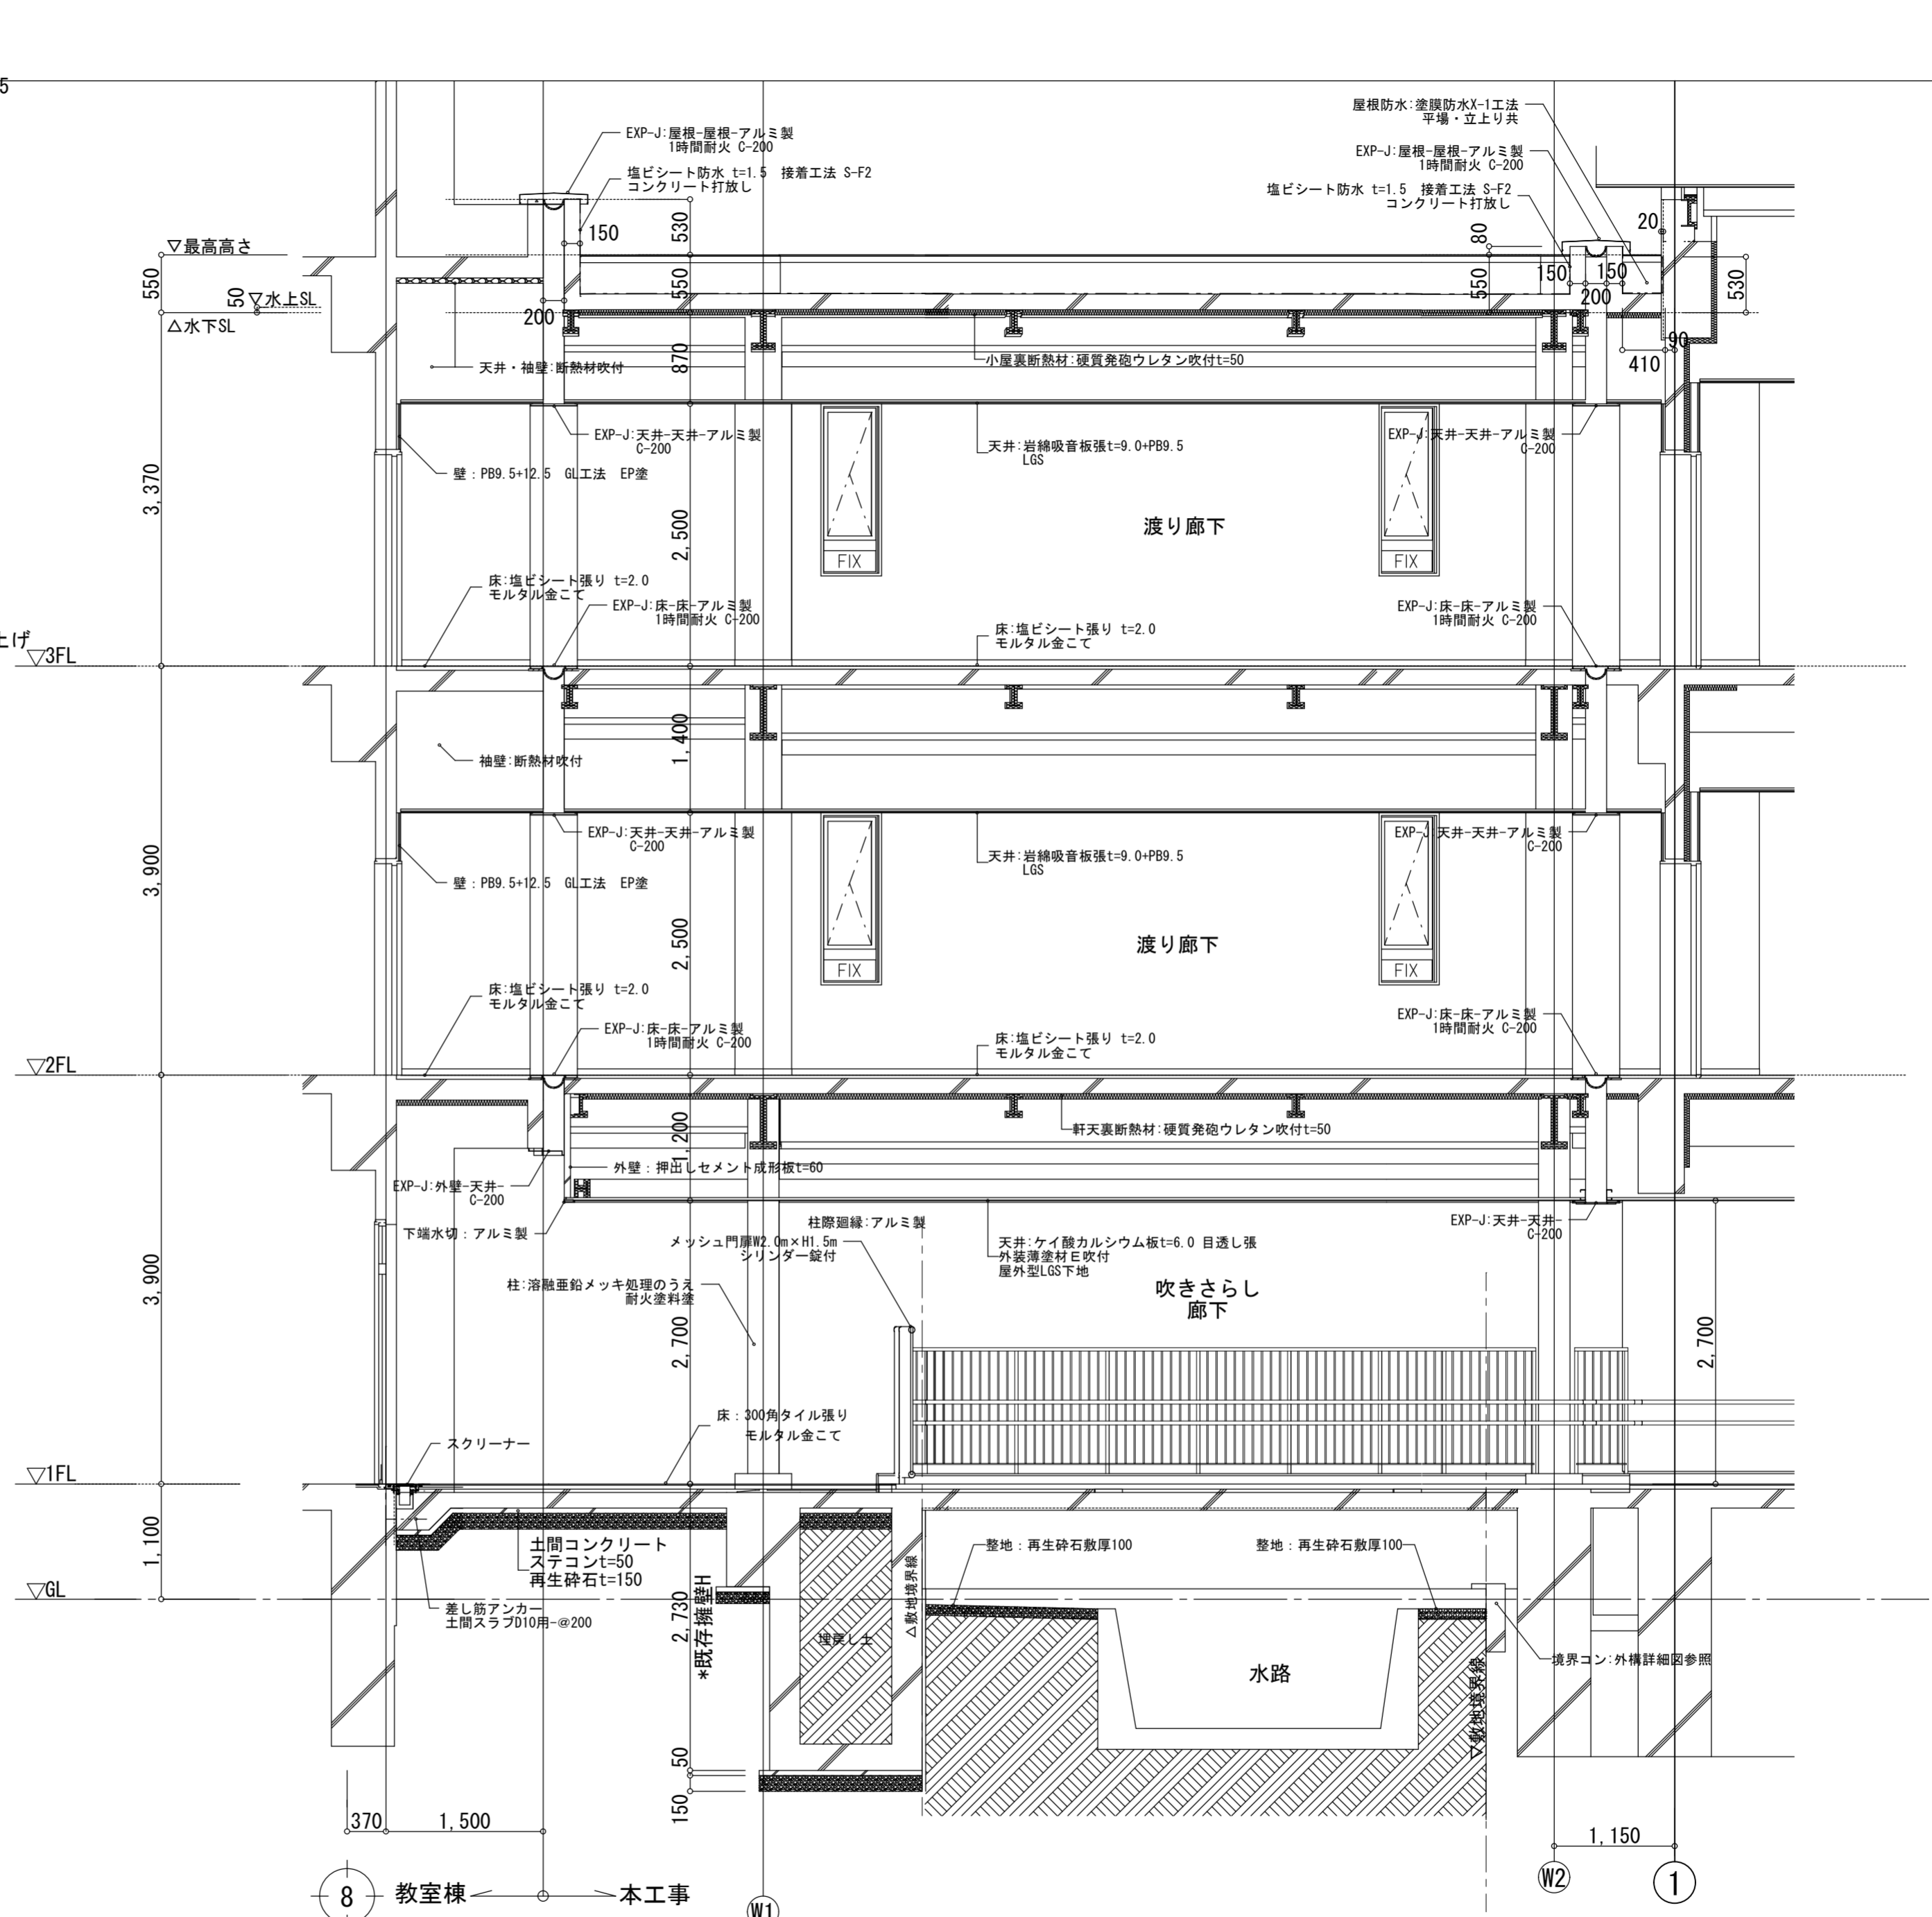 5
EXP-J:屋根-屋根-アルミ製
1時間耐火 C-200
塩ビシート防水 t=1.5 接着工法 S-F2
コンクリート打放し
屋根防水:塗膜防水X-1工法
平場・立上り共
EXP-J:屋根-屋根-アルミ製
1時間耐火 C-200
塩ビシート防水 t=1.5 接着工法 S-F2
コンクリート打放し
150
530
80
20
▽最高高さ
550
50
▽水上SL
△水下SL
550
550
150
150
200
530
200
870
90
410
天井・袖壁:断熱材吹付
小屋裏断熱材:硬質発砲ウレタン吹付t=50
EXP-J:天井-天井-アルミ製
C-200
天井:岩綿吸音板張t=9.0+PB9.5
LGS
EXP-J:天井-天井-アルミ製
C-200
壁:PB9.5+12.5 GL工法 EP塗
3,370
2,500
渡り廊下
FIX
FIX
床:塩ビシート張り t=2.0
モルタル金こて
EXP-J:床-床-アルミ製
1時間耐火 C-200
床:塩ビシート張り t=2.0
モルタル金こて
EXP-J:床-床-アルミ製
1時間耐火 C-200
上げ
▽3FL
1,400
袖壁:断熱材吹付
EXP-J:天井-天井-アルミ製
C-200
天井:岩綿吸音板張t=9.0+PB9.5
LGS
EXP-J:天井-天井-アルミ製
C-200
壁:PB9.5+12.5 GL工法 EP塗
3,900
2,500
渡り廊下
FIX
FIX
床:塩ビシート張り t=2.0
モルタル金こて
EXP-J:床-床-アルミ製
1時間耐火 C-200
床:塩ビシート張り t=2.0
モルタル金こて
EXP-J:床-床-アルミ製
1時間耐火 C-200
▽2FL
1,200
軒天裏断熱材:硬質発砲ウレタン吹付t=50
外壁:押出しセメント成形板t=60
EXP-J:外壁-天井-
C-200
下端水切:アルミ製
柱際廻縁:アルミ製
メッシュ門扉W2.0m×H1.5m
シリンダー錠付
天井:ケイ酸カルシウム板t=6.0 目透し張
外装薄塗材E吹付
屋外型LGS下地
EXP-J:天井-天井-
C-200
柱:溶融亜鉛メッキ処理のうえ
耐火塗料塗
吹きさらし
廊下
3,900
2,700
2,700
床:300角タイル張り
モルタル金こて
スクリーナー
▽1FL
1,100
土間コンクリート
ステコンt=50
再生砕石t=150
整地:再生砕石敷厚100
整地:再生砕石敷厚100
▽GL
差し筋アンカー
土間スラブD10用-@200
2,730
*既存擁壁H
△敷地境界線
埋戻し土
水路
▽敷地境界線
境界コン:外構詳細図参照
50
150
370
1,500
1,150
8
教室棟
本工事
W1
W2
1